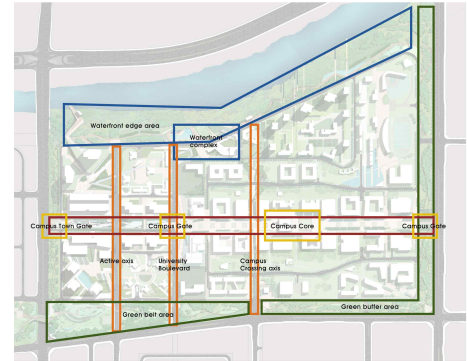 Waterfront edge area
Waterfront
complex
Campus Town Gate
Campus Gate
Campus Core
Campus Gate
Active axis
University
Boulevard
Campus
Crossing axis
Green belt area
Green buffer area